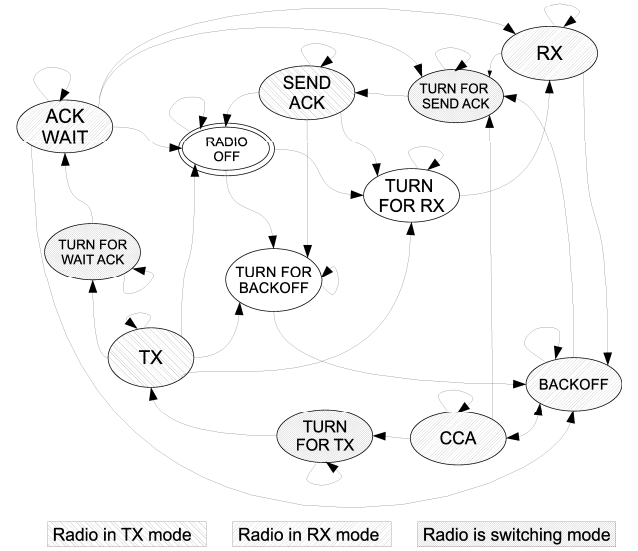 RX
SEND
ACK
TURN FOR
SEND ACK
ACK
WAIT
RADIO
OFF
TURN
FOR RX
TURN FOR
WAIT ACK
TURN FOR
BACKOFF
TX
BACKOFF
TURN
FOR TX
CCA
Radio in TX mode
Radio in RX mode
Radio is switching mode